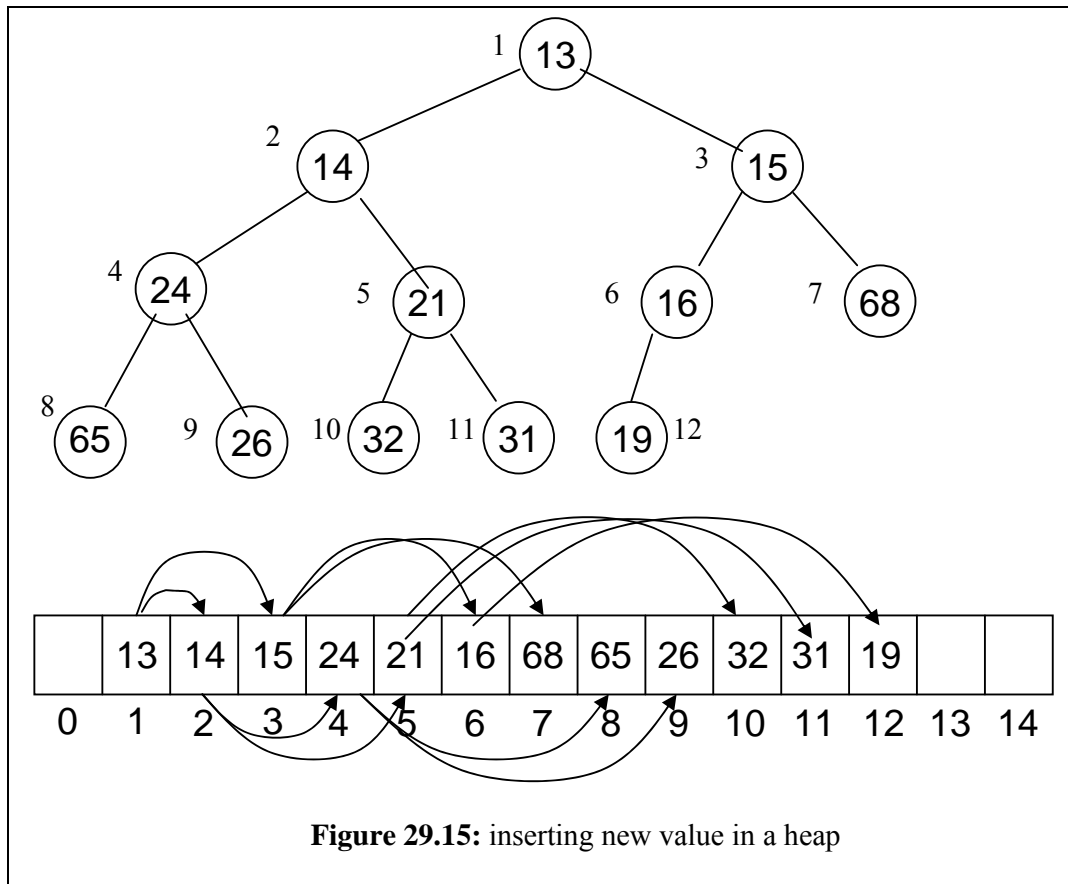 1 13
2 14 3 15
4 24 5 21 6 16 7 68
8 65 9 26 10 32 11 31 19 12
13 14 15 24 21 16 68 65 26 32 31 19
0 1 2 3 4 5 6 7 8 9 10 11 12 13 14
Figure 29.15: inserting new value in a heap